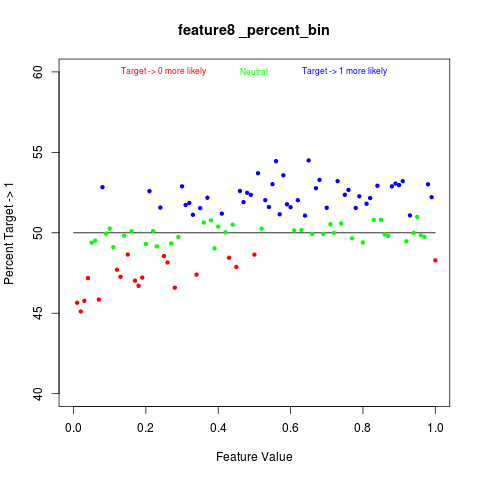 feature8 _percent_bin
Target -> 0 more likely Neutral Target -> 1 more likely
Percent Target -> 1
60
55
50
45
40
0.0 0.2 0.4 0.6 0.8 1.0
Feature Value